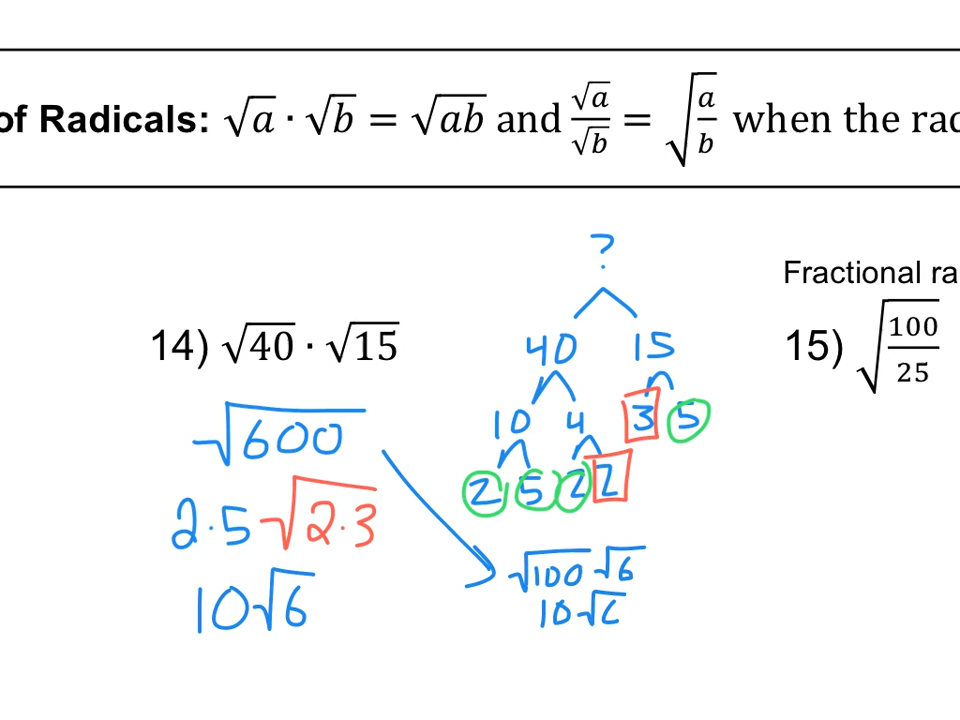 of Radicals: √a · √b = √ab and √a/√b = √(a/b) when the rad
?
Fractional ra
14) √40 · √15
40 15
15) √(100/25)
10 4 3 5
√600
2 5 2 2
2·5 √2·3
√100 √6
10√6
10√6